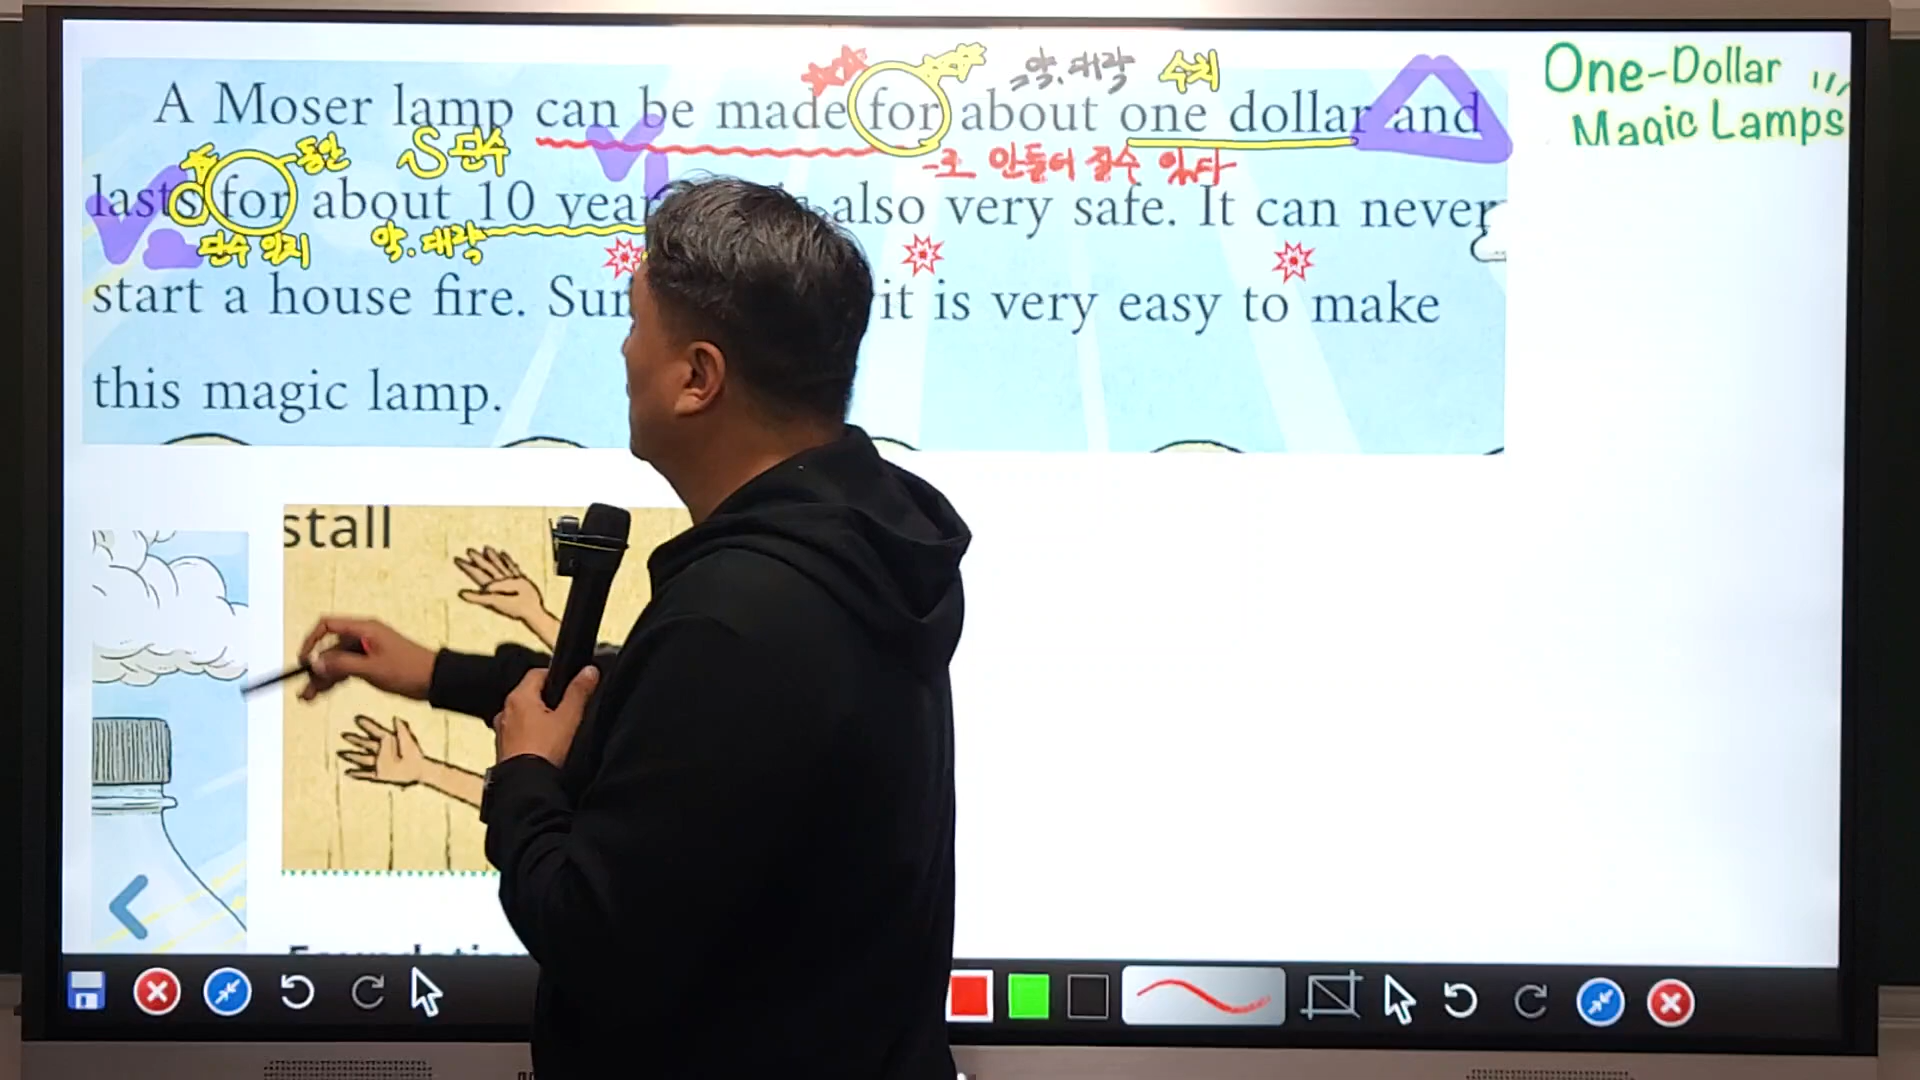 약.대략 수치
One-Dollar
Magic Lamps
A Moser lamp can be made for about one dollar and
동안 S 단수 -로 만들어 질수 있다
lasts for about 10 year also very safe. It can never
단수 일치 약.대략
start a house fire. Sur it is very easy to make
this magic lamp.
stall